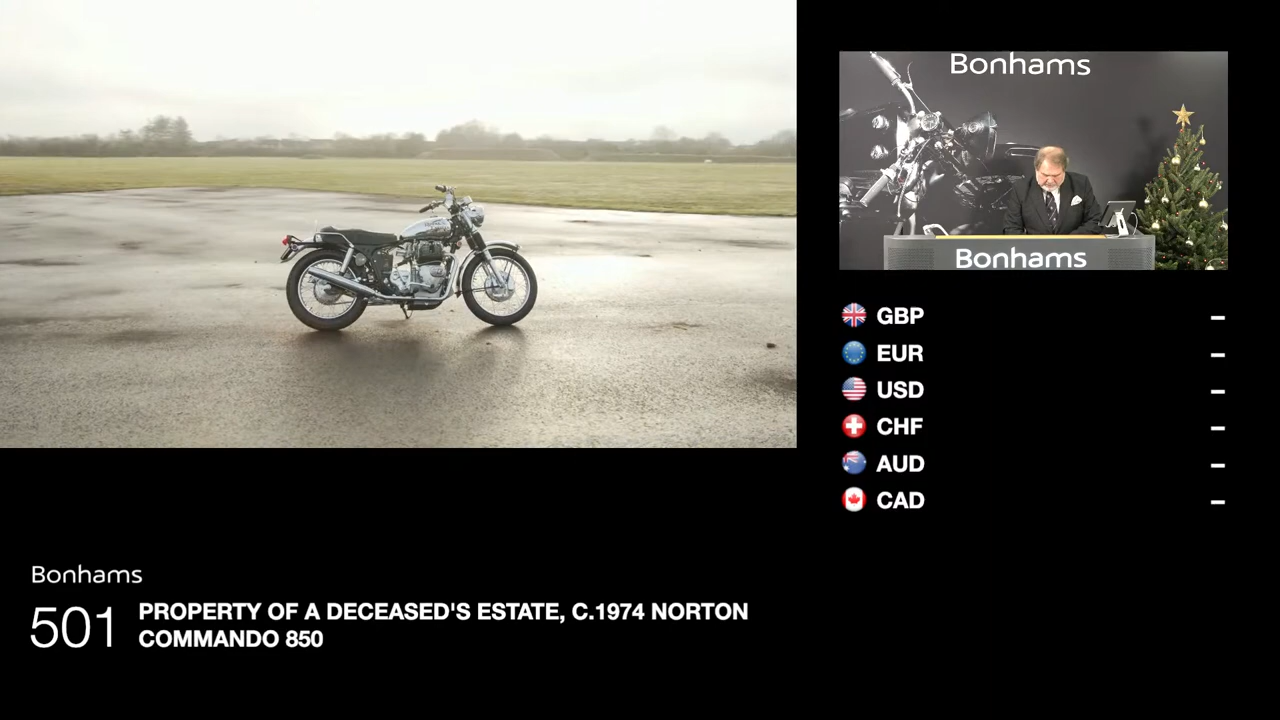 Bonhams
Bonhams
GBP –
EUR –
USD –
CHF –
AUD –
CAD –
Bonhams
501 PROPERTY OF A DECEASED'S ESTATE, C.1974 NORTON
COMMANDO 850